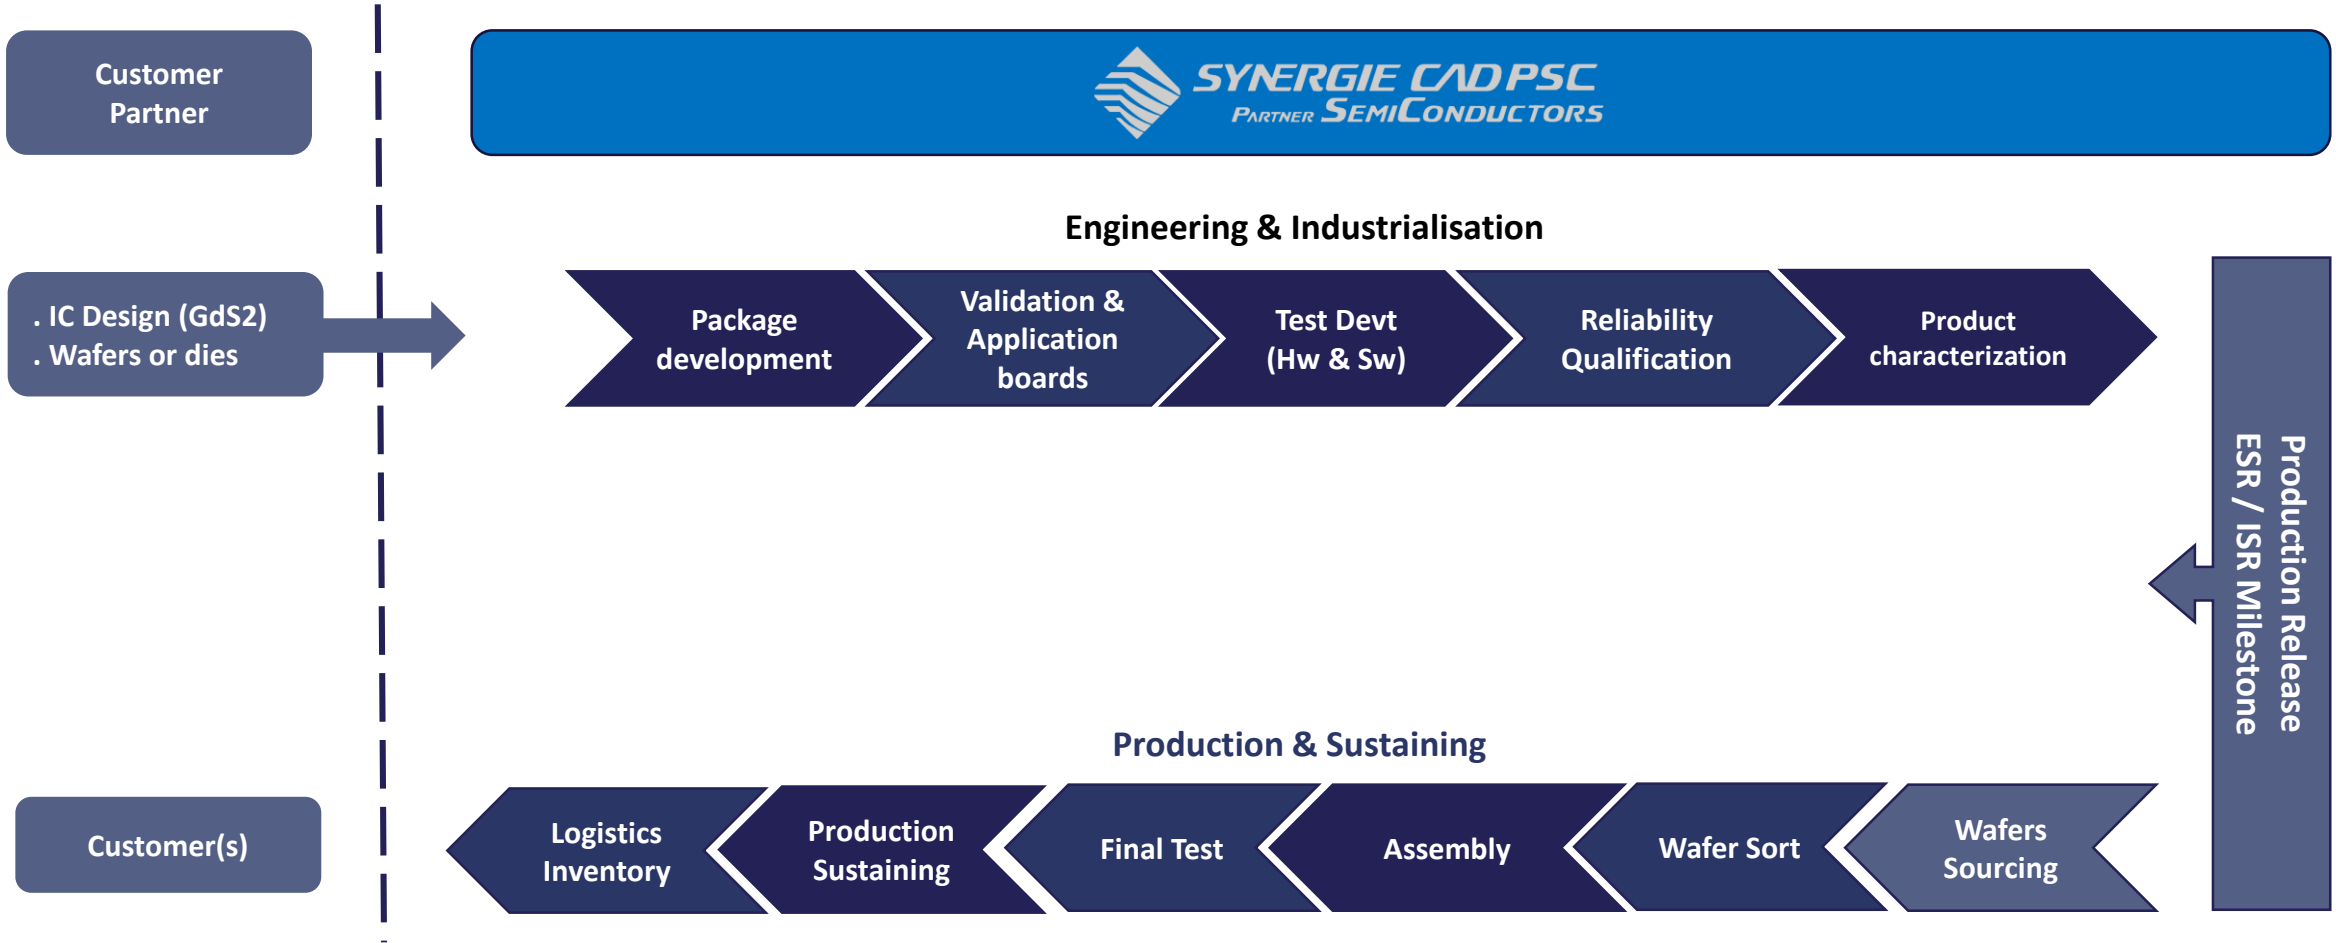 Customer
Partner
SYNERGIE CAD PSC
PARTNER SEMICONDUCTORS
Engineering & Industrialisation
. IC Design (GdS2)
. Wafers or dies
Package
development
Validation &
Application
boards
Test Devt
(Hw & Sw)
Reliability
Qualification
Product
characterization
Production Release
ESR / ISR Milestone
Production & Sustaining
Customer(s)
Logistics
Inventory
Production
Sustaining
Final Test
Assembly
Wafer Sort
Wafers
Sourcing